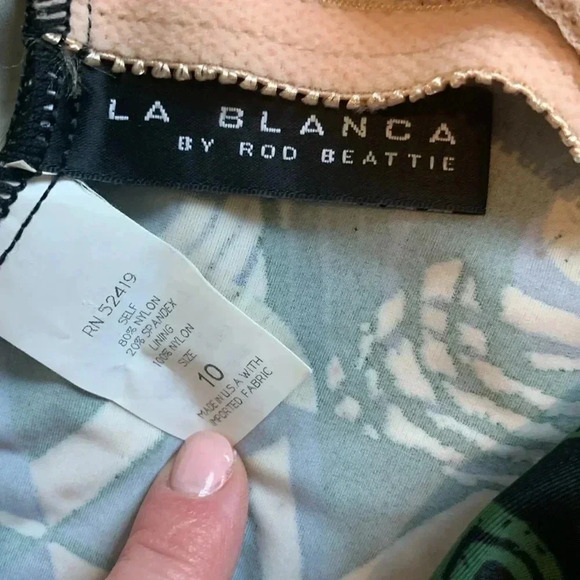 LA BLANCA
BY ROD BEATTIE
RN 52419
SELF
80% NYLON
20% SPANDEX
LINING
100% NYLON
SIZE
10
MADE IN U.S.A WITH
IMPORTED FABRIC